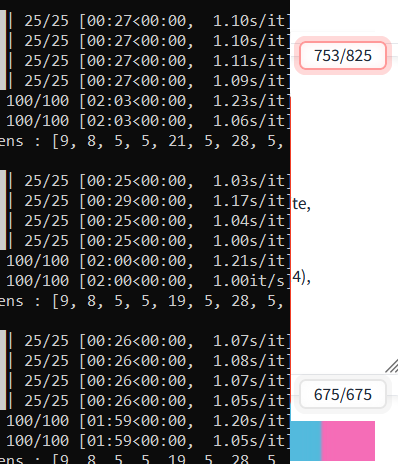 | 25/25 [00:27<00:00,  1.10s/it]
| 25/25 [00:27<00:00,  1.10s/it]
| 25/25 [00:27<00:00,  1.11s/it]
| 25/25 [00:27<00:00,  1.09s/it]
100/100 [02:03<00:00,  1.23s/it]
100/100 [02:03<00:00,  1.06s/it]
ens : [9, 8, 5, 5, 21, 5, 28, 5,
| 25/25 [00:25<00:00,  1.03s/it]
| 25/25 [00:29<00:00,  1.17s/it]
| 25/25 [00:25<00:00,  1.04s/it]
| 25/25 [00:25<00:00,  1.00s/it]
100/100 [02:00<00:00,  1.21s/it]
100/100 [02:00<00:00,  1.00it/s]
ens : [9, 8, 5, 5, 19, 5, 28, 5,
| 25/25 [00:26<00:00,  1.07s/it]
| 25/25 [00:26<00:00,  1.08s/it]
| 25/25 [00:26<00:00,  1.07s/it]
| 25/25 [00:26<00:00,  1.05s/it]
100/100 [01:59<00:00,  1.20s/it]
100/100 [01:59<00:00,  1.05s/it]
ens : [9, 8, 5, 5, 19, 5, 28, 5,
753/825
te,
4),
675/675